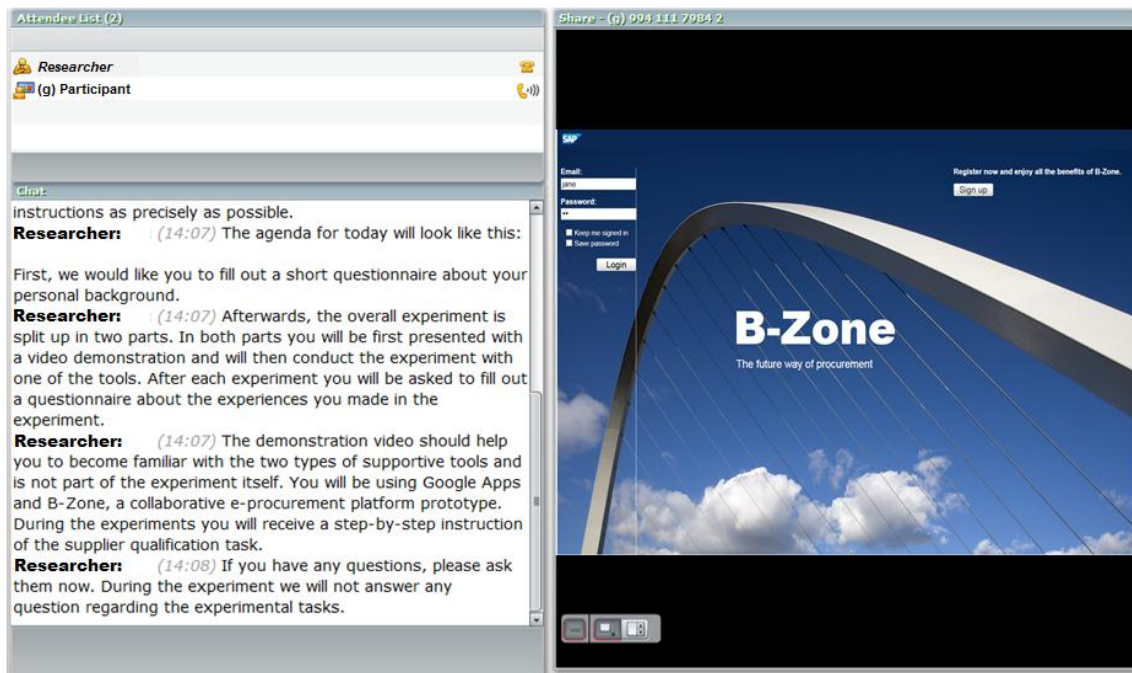 Attendee List (2)
Researcher
(g) Participant
Chat
instructions as precisely as possible.
Researcher: (14:07) The agenda for today will look like this:
First, we would like you to fill out a short questionnaire about your
personal background.
Researcher: (14:07) Afterwards, the overall experiment is
split up in two parts. In both parts you will be first presented with
a video demonstration and will then conduct the experiment with
one of the tools. After each experiment you will be asked to fill out
a questionnaire about the experiences you made in the
experiment.
Researcher: (14:07) The demonstration video should help
you to become familiar with the two types of supportive tools and
is not part of the experiment itself. You will be using Google Apps
and B-Zone, a collaborative e-procurement platform prototype.
During the experiments you will receive a step-by-step instruction
of the supplier qualification task.
Researcher: (14:08) If you have any questions, please ask
them now. During the experiment we will not answer any
question regarding the experimental tasks.
Share - (g) 994 111 7984 2
SAP
Email:
jane
Password:
••
Keep me signed in
Save password
Login
Register now and enjoy all the benefits of B-Zone.
Sign up
B-Zone
The future way of procurement